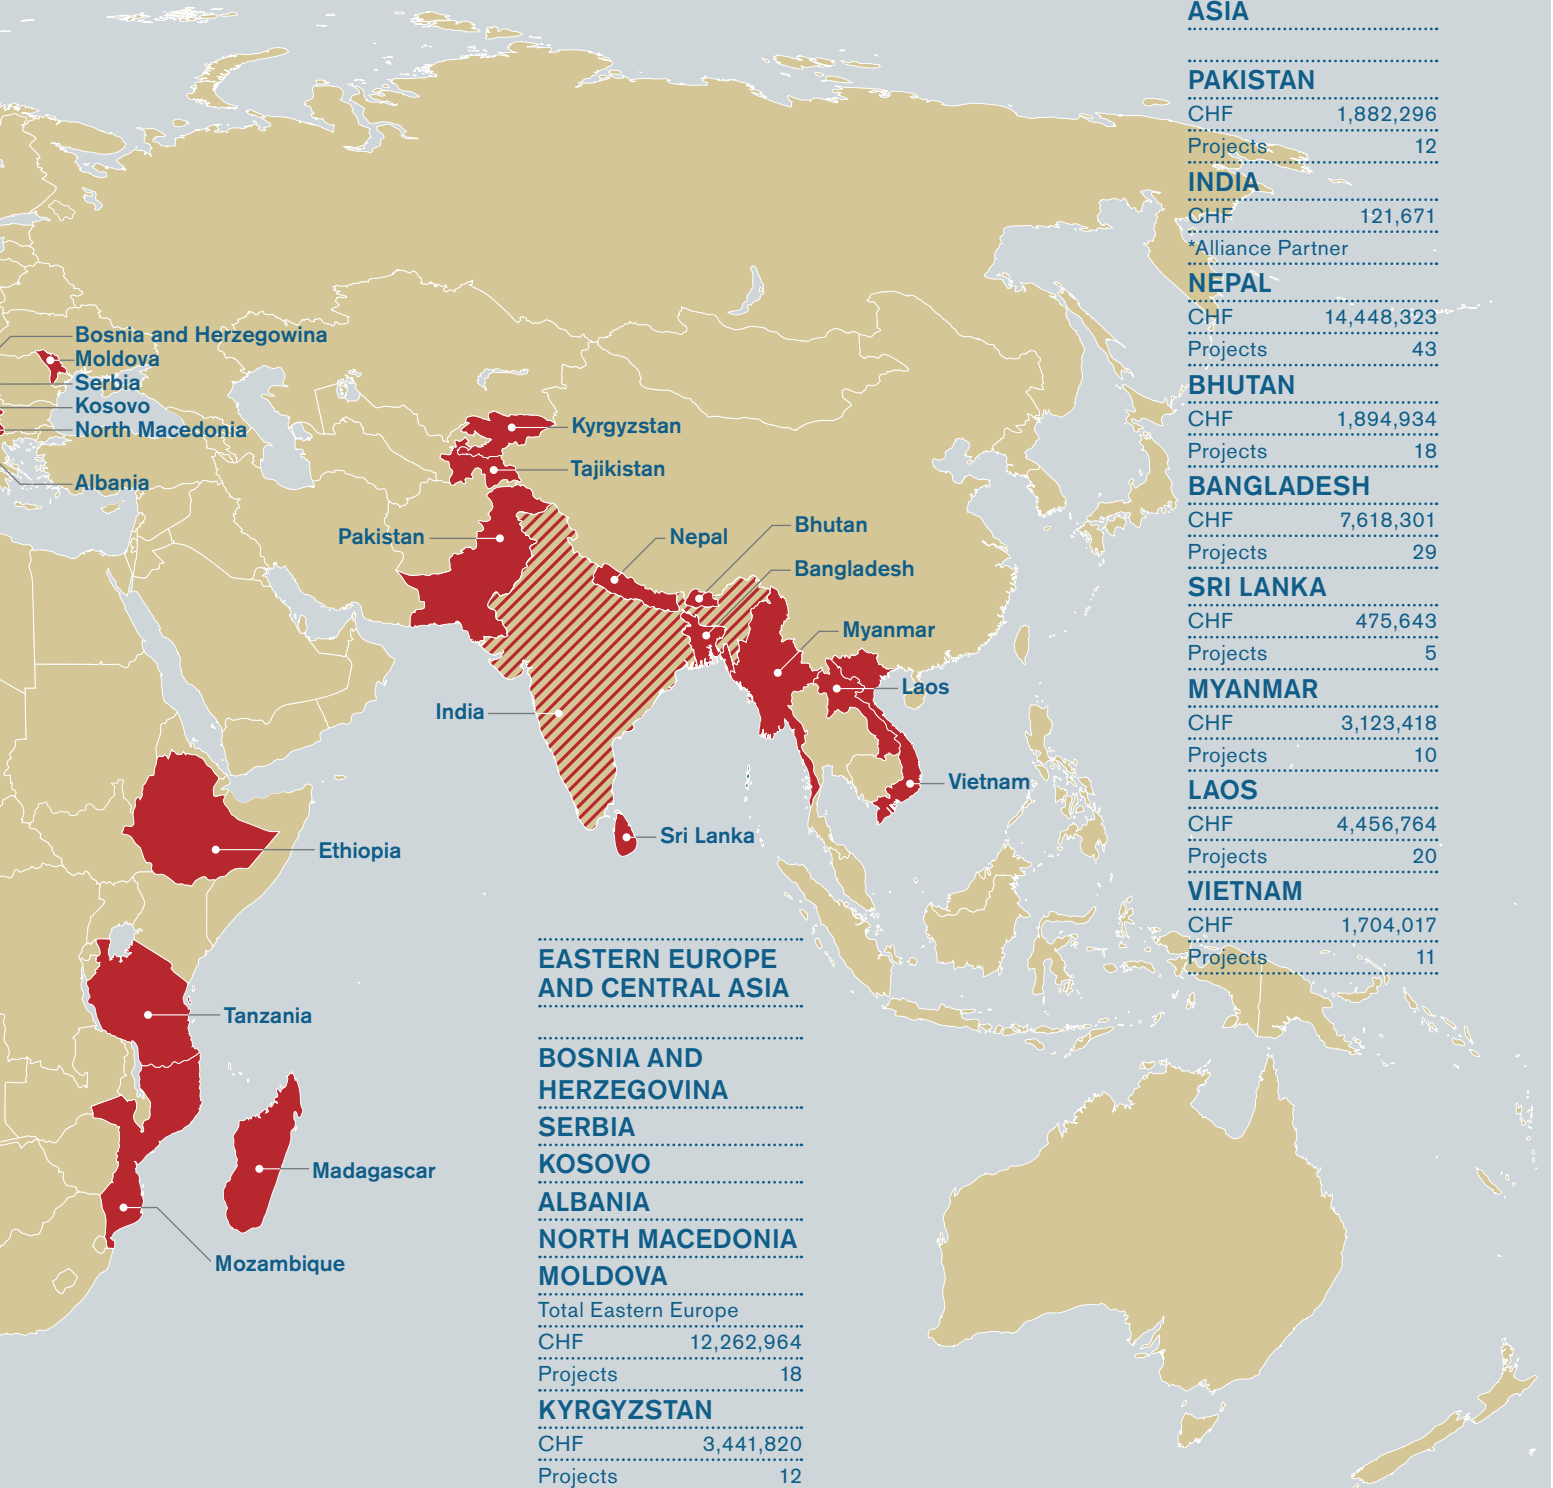 Bosnia and Herzegowina
Moldova
Serbia
Kosovo
North Macedonia
Albania
Kyrgyzstan
Tajikistan
Pakistan
Nepal
Bhutan
Bangladesh
Myanmar
Laos
India
Vietnam
Sri Lanka
Ethiopia
Tanzania
Madagascar
Mozambique
EASTERN EUROPE
AND CENTRAL ASIA
BOSNIA AND
HERZEGOVINA
SERBIA
KOSOVO
ALBANIA
NORTH MACEDONIA
MOLDOVA
Total Eastern Europe
CHF 12,262,964
Projects 18
KYRGYZSTAN
CHF 3,441,820
Projects 12
ASIA
PAKISTAN
CHF 1,882,296
Projects 12
INDIA
CHF 121,671
*Alliance Partner
NEPAL
CHF 14,448,323
Projects 43
BHUTAN
CHF 1,894,934
Projects 18
BANGLADESH
CHF 7,618,301
Projects 29
SRI LANKA
CHF 475,643
Projects 5
MYANMAR
CHF 3,123,418
Projects 10
LAOS
CHF 4,456,764
Projects 20
VIETNAM
CHF 1,704,017
Projects 11